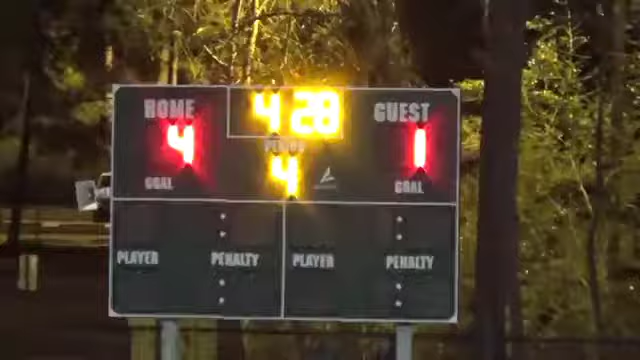 HOME 4 28 GUEST
4 PERIOD 1
GOAL 4 GOAL
PLAYER PENALTY PLAYER PENALTY